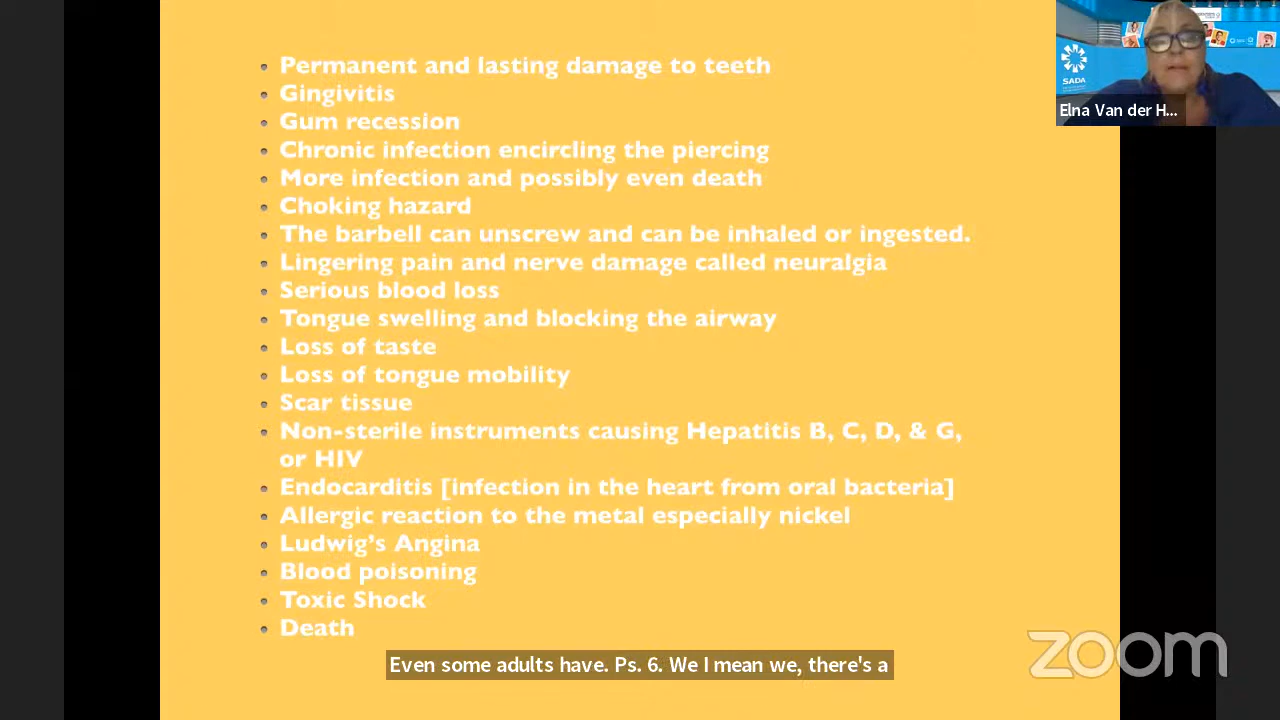 Permanent and lasting damage to teeth
Gingivitis
Gum recession
Chronic infection encircling the piercing
More infection and possibly even death
Choking hazard
The barbell can unscrew and can be inhaled or ingested.
Lingering pain and nerve damage called neuralgia
Serious blood loss
Tongue swelling and blocking the airway
Loss of taste
Loss of tongue mobility
Scar tissue
Non-sterile instruments causing Hepatitis B, C, D, & G,
or HIV
Endocarditis [infection in the heart from oral bacteria]
Allergic reaction to the metal especially nickel
Ludwig's Angina
Blood poisoning
Toxic Shock
Death
SADA
Elna Van der H...
Even some adults have. Ps. 6. We I mean we, there's a
zoom